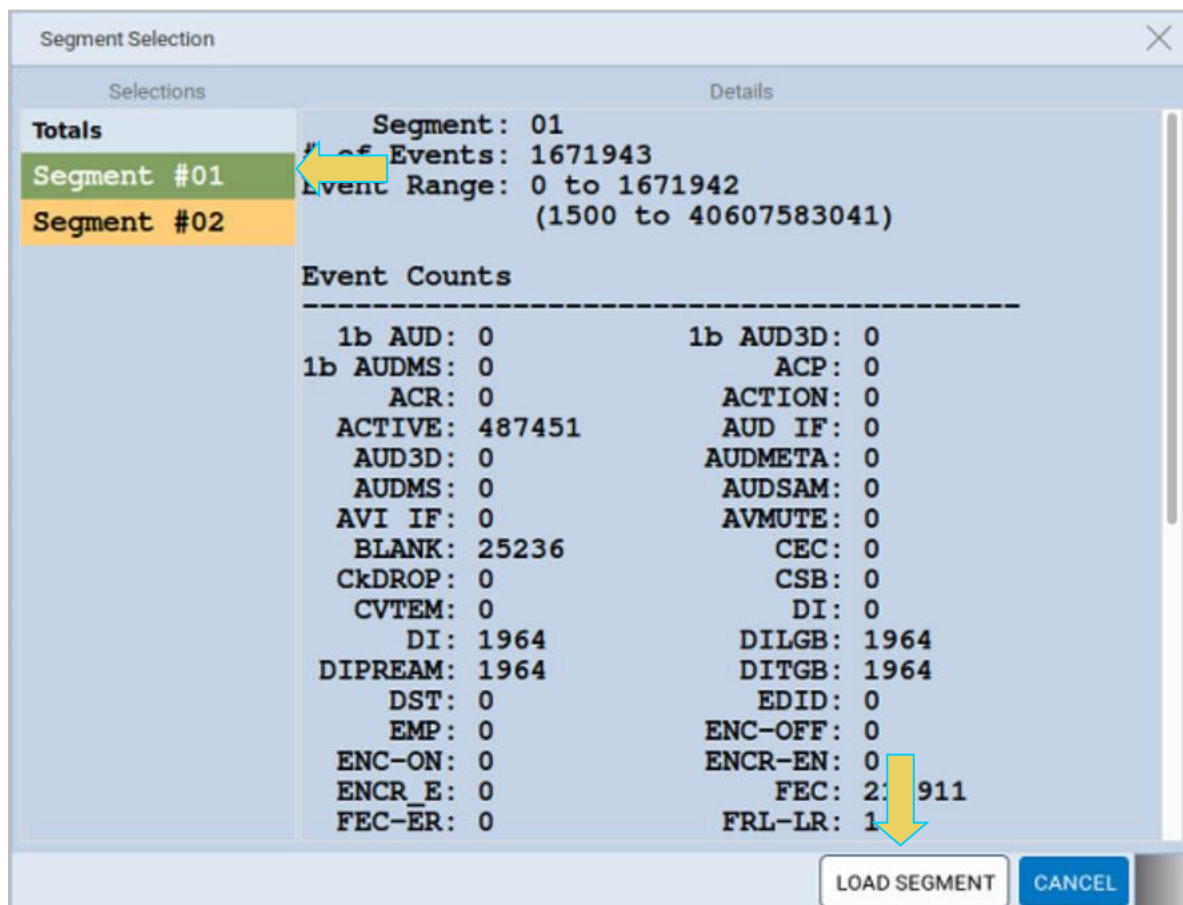 Segment Selection
Selections
Details
Totals
Segment #01
Segment #02
Segment: 01
of Events: 1671943
Event Range: 0 to 1671942
(1500 to 40607583041)
Event Counts
1b AUD: 0 1b AUD3D: 0
1b AUDMS: 0 ACP: 0
ACR: 0 ACTION: 0
ACTIVE: 487451 AUD IF: 0
AUD3D: 0 AUDMETA: 0
AUDMS: 0 AUDSAM: 0
AVI IF: 0 AVMUTE: 0
BLANK: 25236 CEC: 0
CkDROP: 0 CSB: 0
CVTEM: 0 DI: 0
DI: 1964 DILGB: 1964
DIPREAM: 1964 DITGB: 1964
DST: 0 EDID: 0
EMP: 0 ENC-OFF: 0
ENC-ON: 0 ENCR-EN: 0
ENCR_E: 0 FEC:
FEC-ER: 0 FRL-LR: 1
LOAD SEGMENT
CANCEL